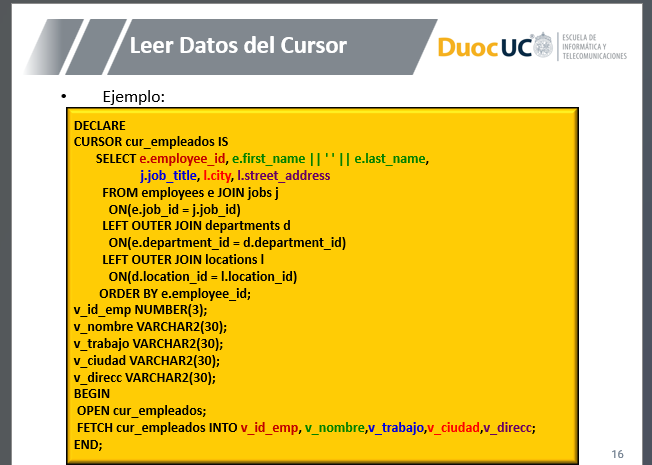 Leer Datos del Cursor
Duoc UC
ESCUELA DE
INFORMÁTICA Y
TELECOMUNICACIONES
• Ejemplo:
DECLARE
CURSOR cur_empleados IS
SELECT e.employee_id, e.first_name || ' ' || e.last_name,
j.job_title, l.city, l.street_address
FROM employees e JOIN jobs j
ON(e.job_id = j.job_id)
LEFT OUTER JOIN departments d
ON(e.department_id = d.department_id)
LEFT OUTER JOIN locations l
ON(d.location_id = l.location_id)
ORDER BY e.employee_id;
v_id_emp NUMBER(3);
v_nombre VARCHAR2(30);
v_trabajo VARCHAR2(30);
v_ciudad VARCHAR2(30);
v_direcc VARCHAR2(30);
BEGIN
OPEN cur_empleados;
FETCH cur_empleados INTO v_id_emp, v_nombre,v_trabajo,v_ciudad,v_direcc;
END;
16